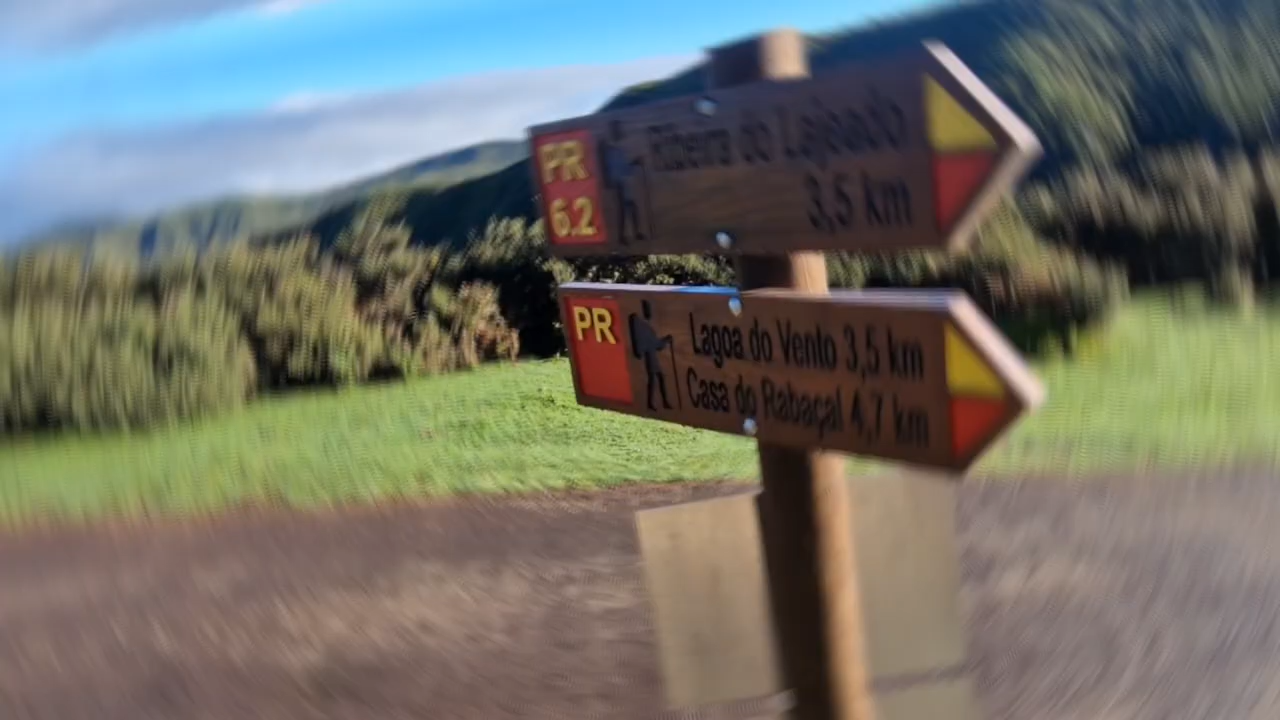 PR
6.2
Ribeira do Lajeado
3,5 km
PR
Lagoa do Vento 3,5 km
Casa do Rabaçal 4,7 km